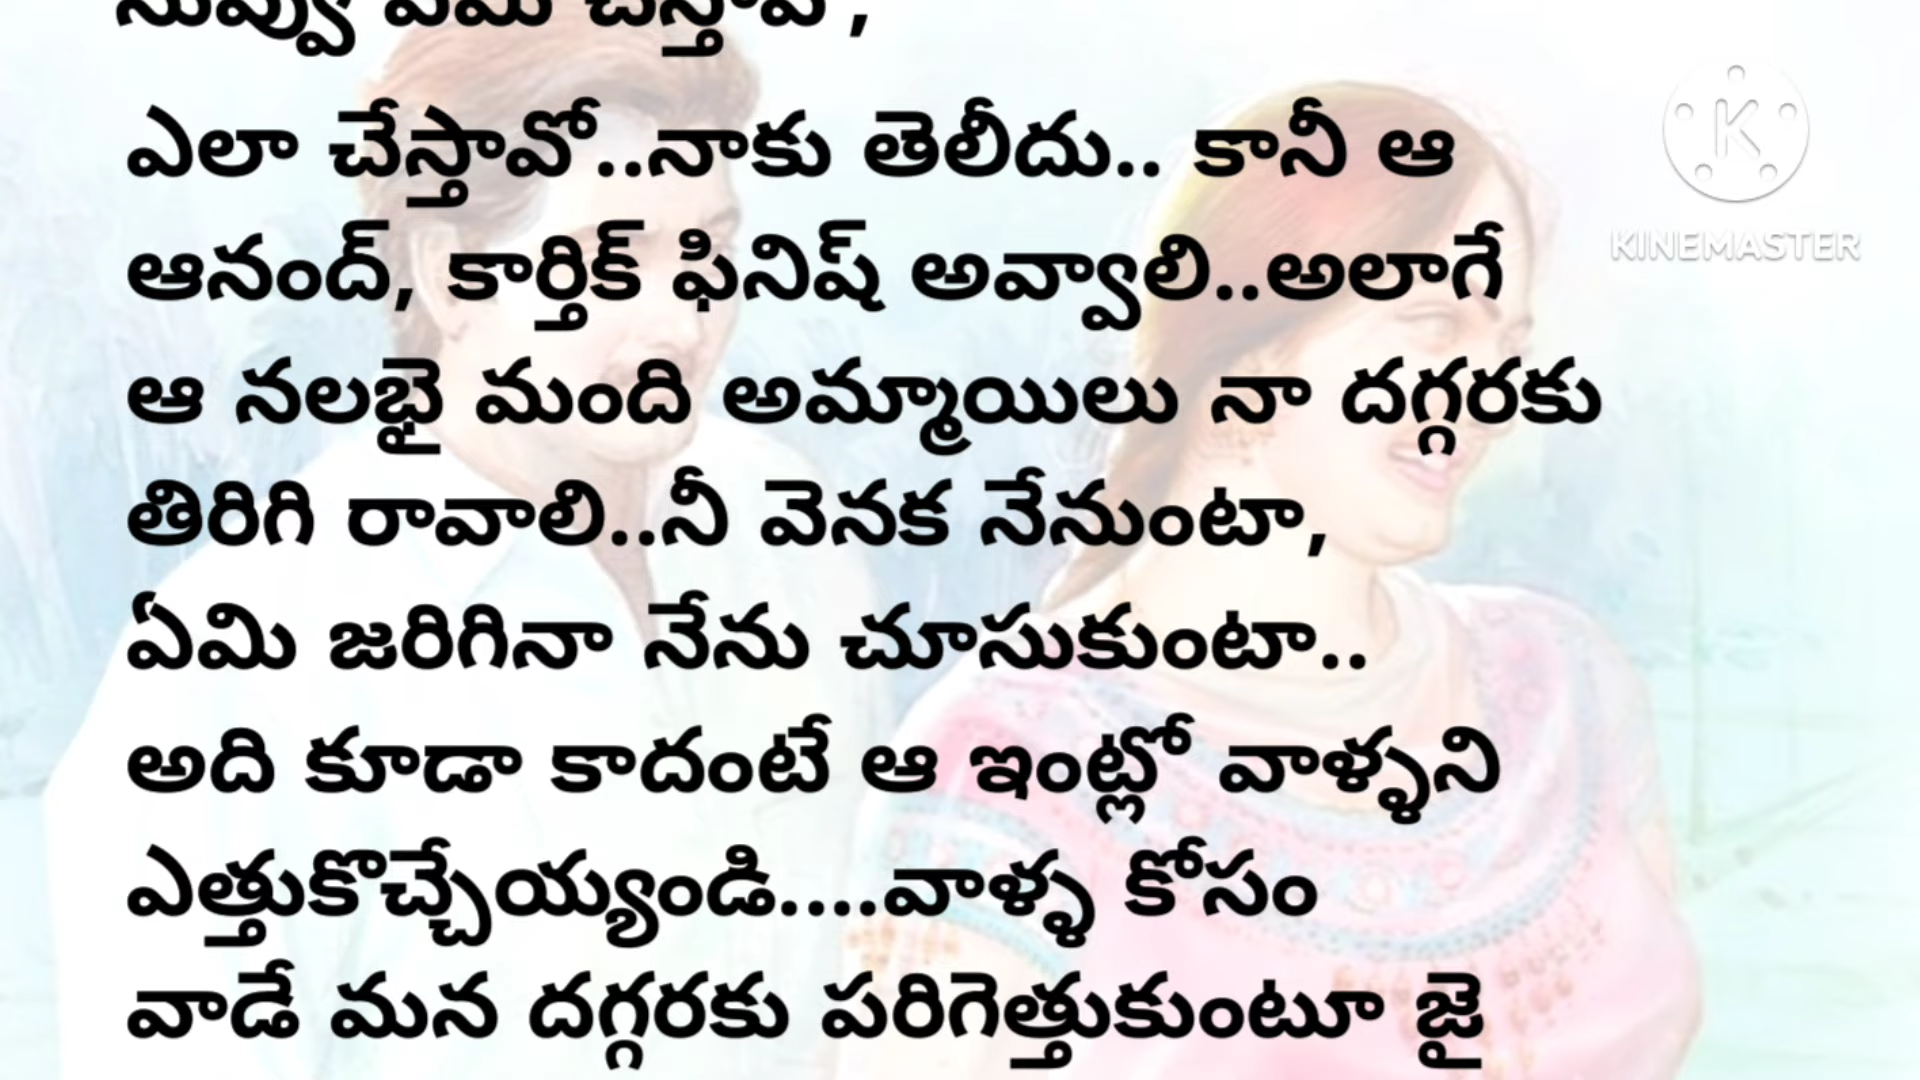 నువ్వు ఏమి చేస్తావో,
ఎలా చేస్తావో..నాకు తెలీదు.. కానీ ఆ
ఆనంద్, కార్తిక్ ఫినిష్ అవ్వాలి..అలాగే
ఆ నలభై మంది అమ్మాయిలు నా దగ్గరకు
తిరిగి రావాలి..నీ వెనక నేనుంటా,
ఏమి జరిగినా నేను చూసుకుంటా..
అది కూడా కాదంటే ఆ ఇంట్లో వాళ్ళని
ఎత్తుకొచ్చేయ్యండి....వాళ్ళ కోసం
వాడే మన దగ్గరకు పరిగెత్తుకుంటూ జై
KINEMASTER